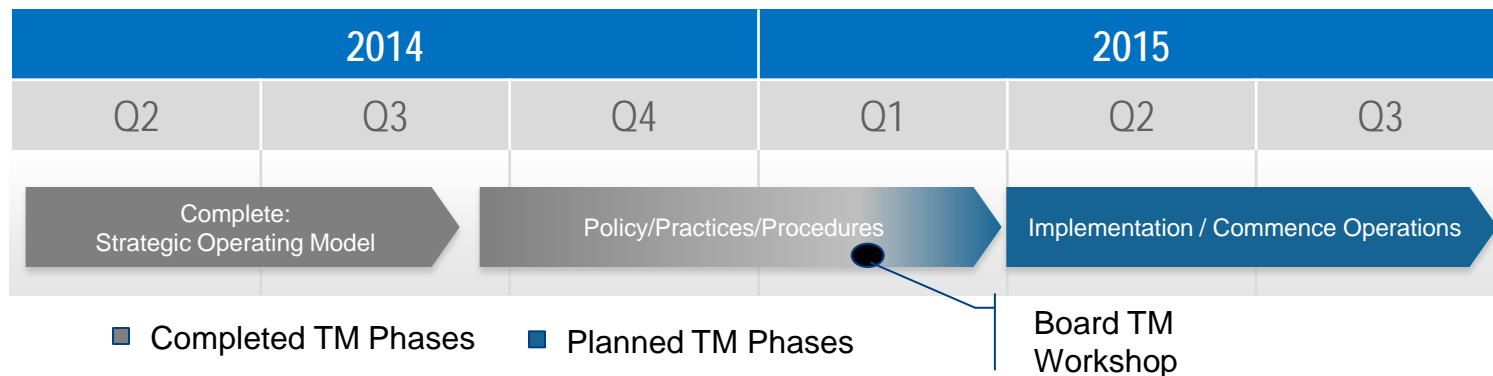 2014
2015
Q2
Q3
Q4
Q1
Q2
Q3
Complete:
Strategic Operating Model
Policy/Practices/Procedures
Implementation / Commence Operations
Completed TM Phases
Planned TM Phases
Board TM
Workshop